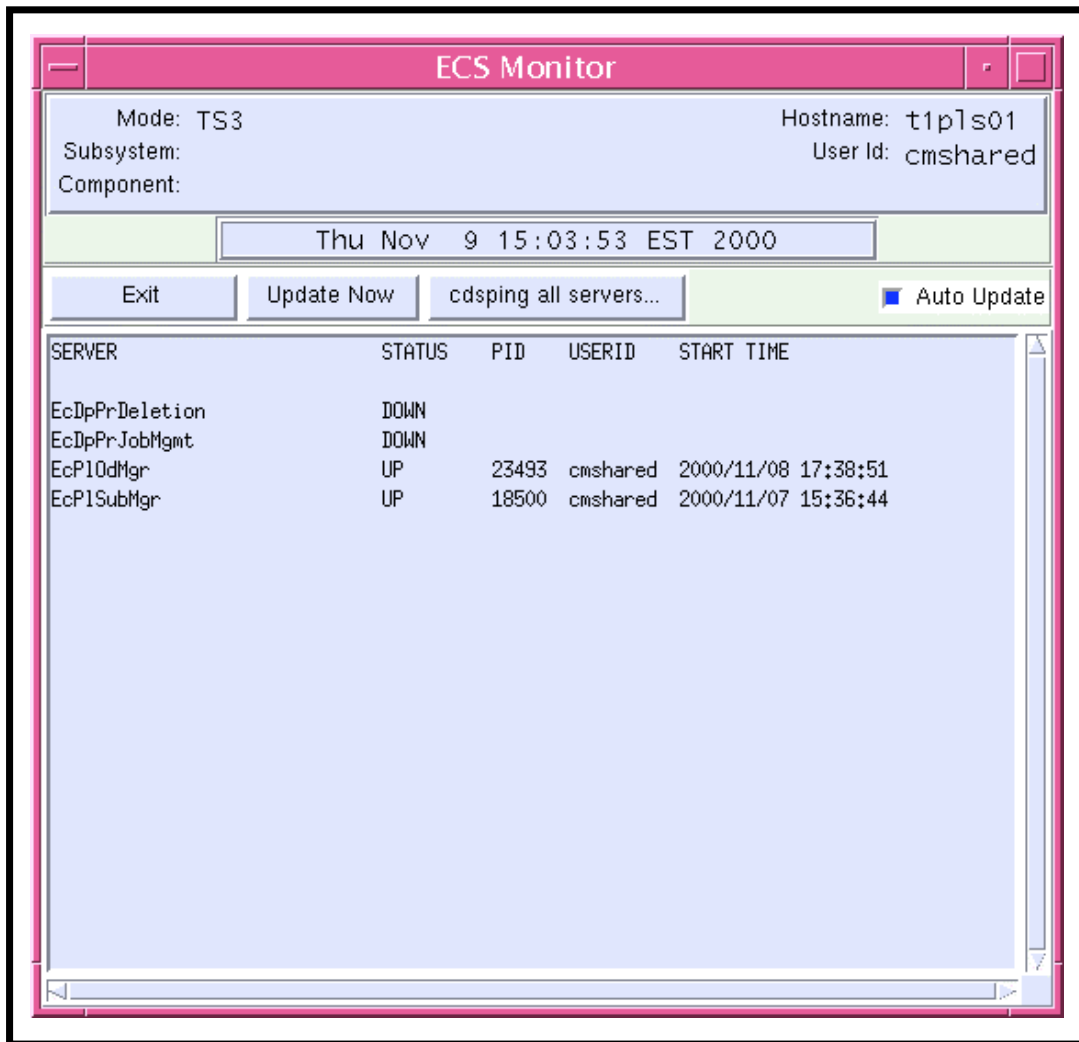 ECS Monitor
Mode: TS3
Hostname: t1pls01
Subsystem:
User Id: cmshared
Component:
Thu Nov 9 15:03:53 EST 2000
Exit
Update Now
cdsping all servers...
Auto Update
SERVER STATUS PID USERID START TIME
EcDpPrDeletion DOWN
EcDpPrJobMgmt DOWN
EcPlOdMgr UP 23493 cmshared 2000/11/08 17:38:51
EcPlSubMgr UP 18500 cmshared 2000/11/07 15:36:44